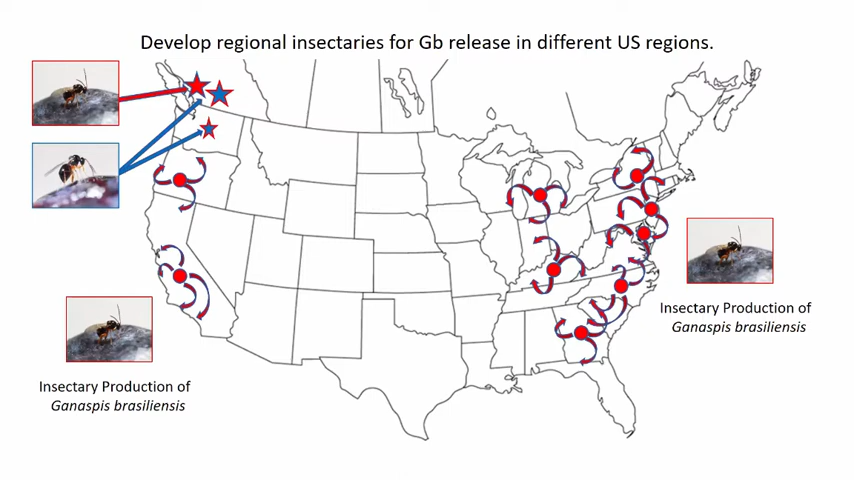 Develop regional insectaries for Gb release in different US regions.
Insectary Production of
Ganaspis brasiliensis
Insectary Production of
Ganaspis brasiliensis